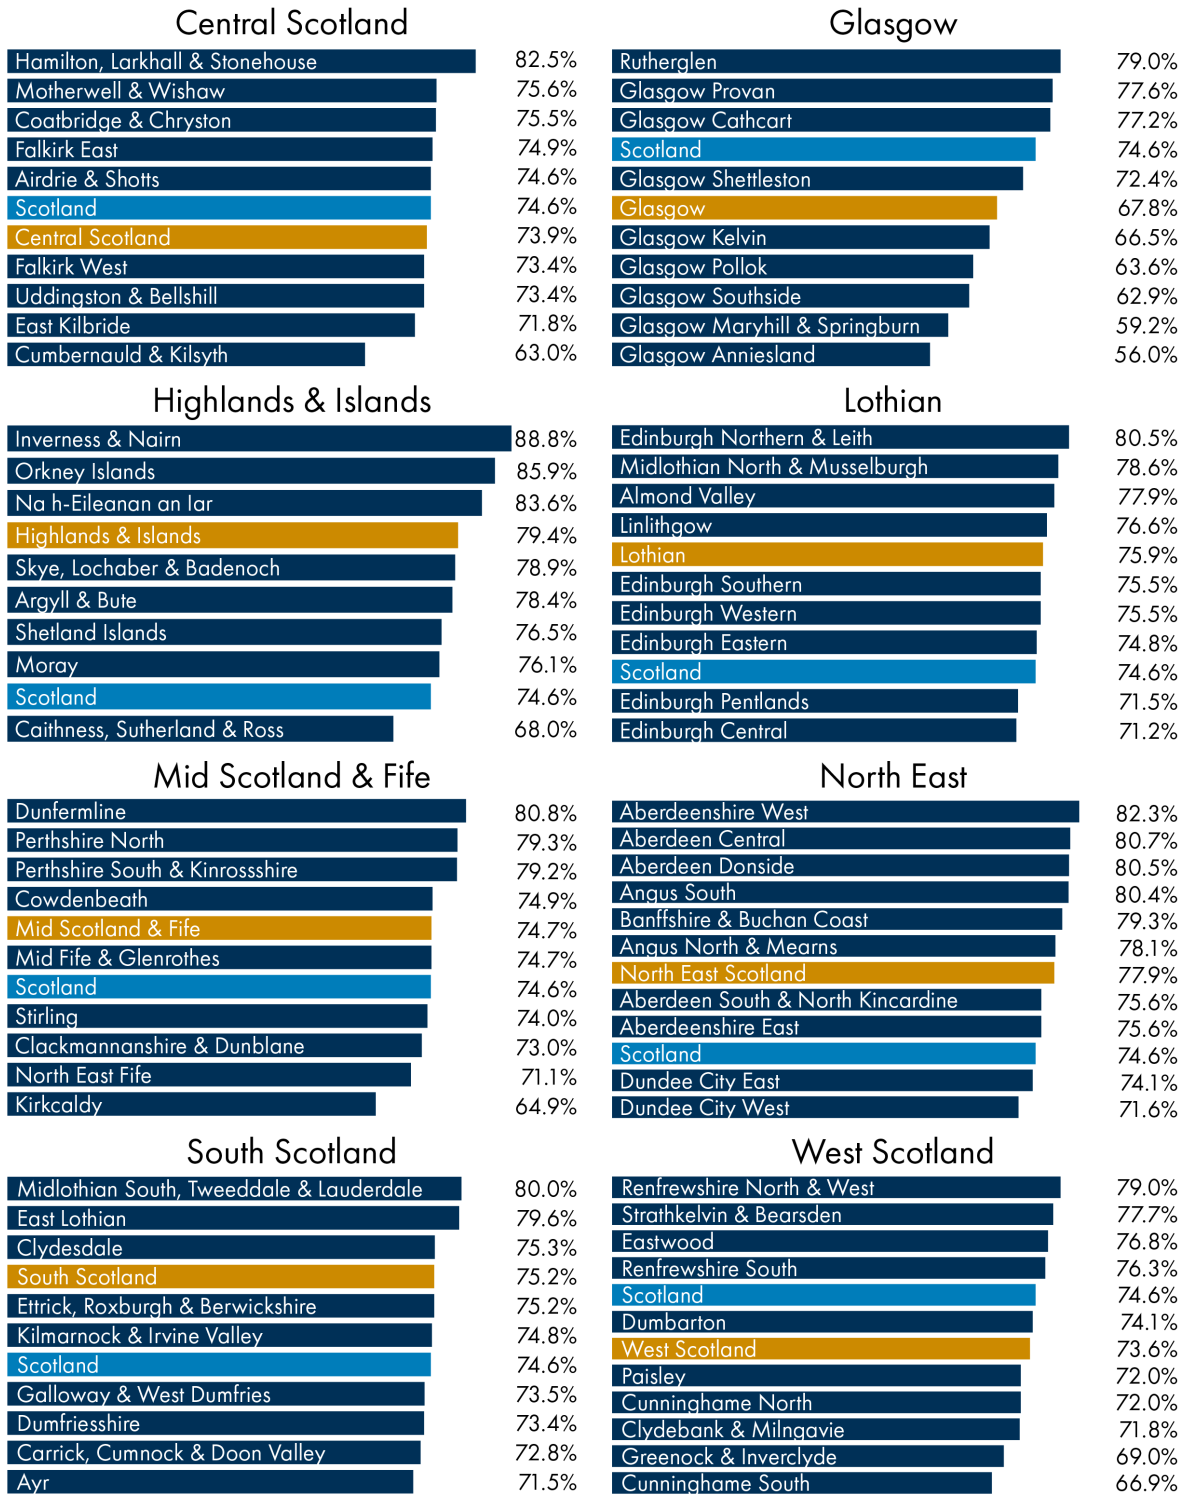 Central Scotland
Hamilton, Larkhall & Stonehouse 82.5%
Motherwell & Wishaw 75.6%
Coatbridge & Chryston 75.5%
Falkirk East 74.9%
Airdrie & Shotts 74.6%
Scotland 74.6%
Central Scotland 73.9%
Falkirk West 73.4%
Uddingston & Bellshill 73.4%
East Kilbride 71.8%
Cumbernauld & Kilsyth 63.0%
Glasgow
Rutherglen 79.0%
Glasgow Provan 77.6%
Glasgow Cathcart 77.2%
Scotland 74.6%
Glasgow Shettleston 72.4%
Glasgow 67.8%
Glasgow Kelvin 66.5%
Glasgow Pollok 63.6%
Glasgow Southside 62.9%
Glasgow Maryhill & Springburn 59.2%
Glasgow Anniesland 56.0%
Highlands & Islands
Inverness & Nairn 88.8%
Orkney Islands 85.9%
Na h-Eileanan an Iar 83.6%
Highlands & Islands 79.4%
Skye, Lochaber & Badenoch 78.9%
Argyll & Bute 78.4%
Shetland Islands 76.5%
Moray 76.1%
Scotland 74.6%
Caithness, Sutherland & Ross 68.0%
Lothian
Edinburgh Northern & Leith 80.5%
Midlothian North & Musselburgh 78.6%
Almond Valley 77.9%
Linlithgow 76.6%
Lothian 75.9%
Edinburgh Southern 75.5%
Edinburgh Western 75.5%
Edinburgh Eastern 74.8%
Scotland 74.6%
Edinburgh Pentlands 71.5%
Edinburgh Central 71.2%
Mid Scotland & Fife
Dunfermline 80.8%
Perthshire North 79.3%
Perthshire South & Kinrossshire 79.2%
Cowdenbeath 74.9%
Mid Scotland & Fife 74.7%
Mid Fife & Glenrothes 74.7%
Scotland 74.6%
Stirling 74.0%
Clackmannanshire & Dunblane 73.0%
North East Fife 71.1%
Kirkcaldy 64.9%
North East
Aberdeenshire West 82.3%
Aberdeen Central 80.7%
Aberdeen Donside 80.5%
Angus South 80.4%
Banffshire & Buchan Coast 79.3%
Angus North & Mearns 78.1%
North East Scotland 77.9%
Aberdeen South & North Kincardine 75.6%
Aberdeenshire East 75.6%
Scotland 74.6%
Dundee City East 74.1%
Dundee City West 71.6%
South Scotland
Midlothian South, Tweeddale & Lauderdale 80.0%
East Lothian 79.6%
Clydesdale 75.3%
South Scotland 75.2%
Ettrick, Roxburgh & Berwickshire 75.2%
Kilmarnock & Irvine Valley 74.8%
Scotland 74.6%
Galloway & West Dumfries 73.5%
Dumfriesshire 73.4%
Carrick, Cumnock & Doon Valley 72.8%
Ayr 71.5%
West Scotland
Renfrewshire North & West 79.0%
Strathkelvin & Bearsden 77.7%
Eastwood 76.8%
Renfrewshire South 76.3%
Scotland 74.6%
Dumbarton 74.1%
West Scotland 73.6%
Paisley 72.0%
Cunninghame North 72.0%
Clydebank & Milngavie 71.8%
Greenock & Inverclyde 69.0%
Cunninghame South 66.9%